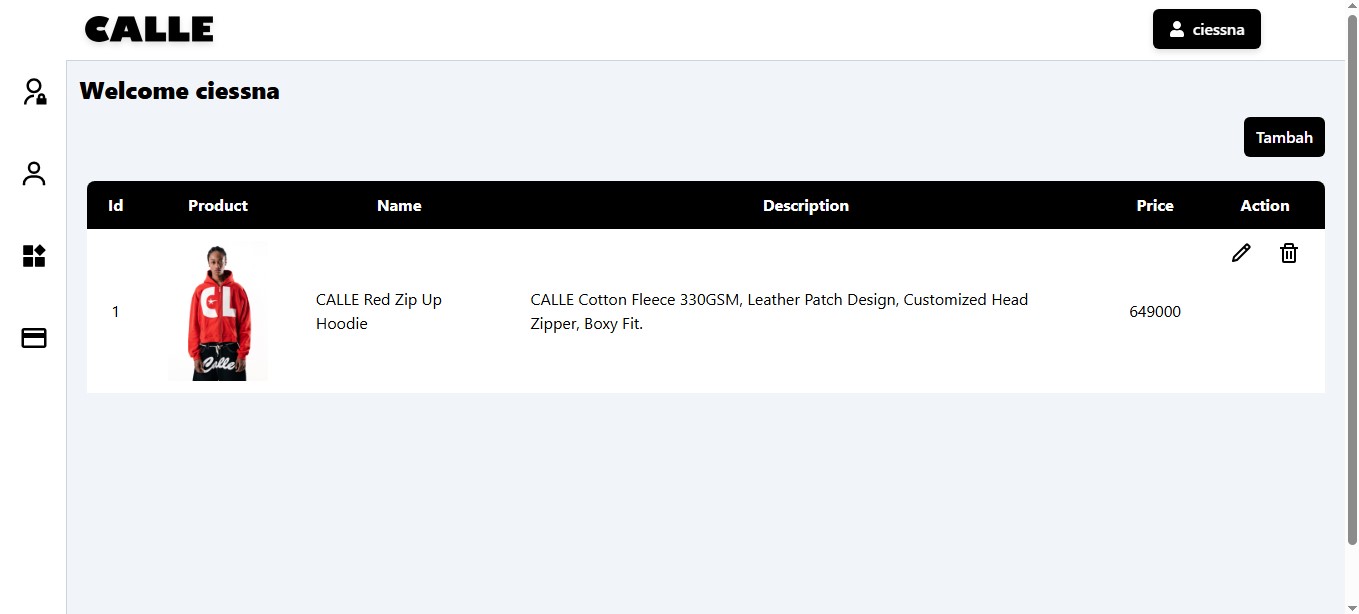 CALLE
ciessna
Welcome ciessna
Tambah
Id Product Name Description Price Action
1 CALLE Red Zip Up Hoodie CALLE Cotton Fleece 330GSM, Leather Patch Design, Customized Head Zipper, Boxy Fit. 649000
CL
Calle